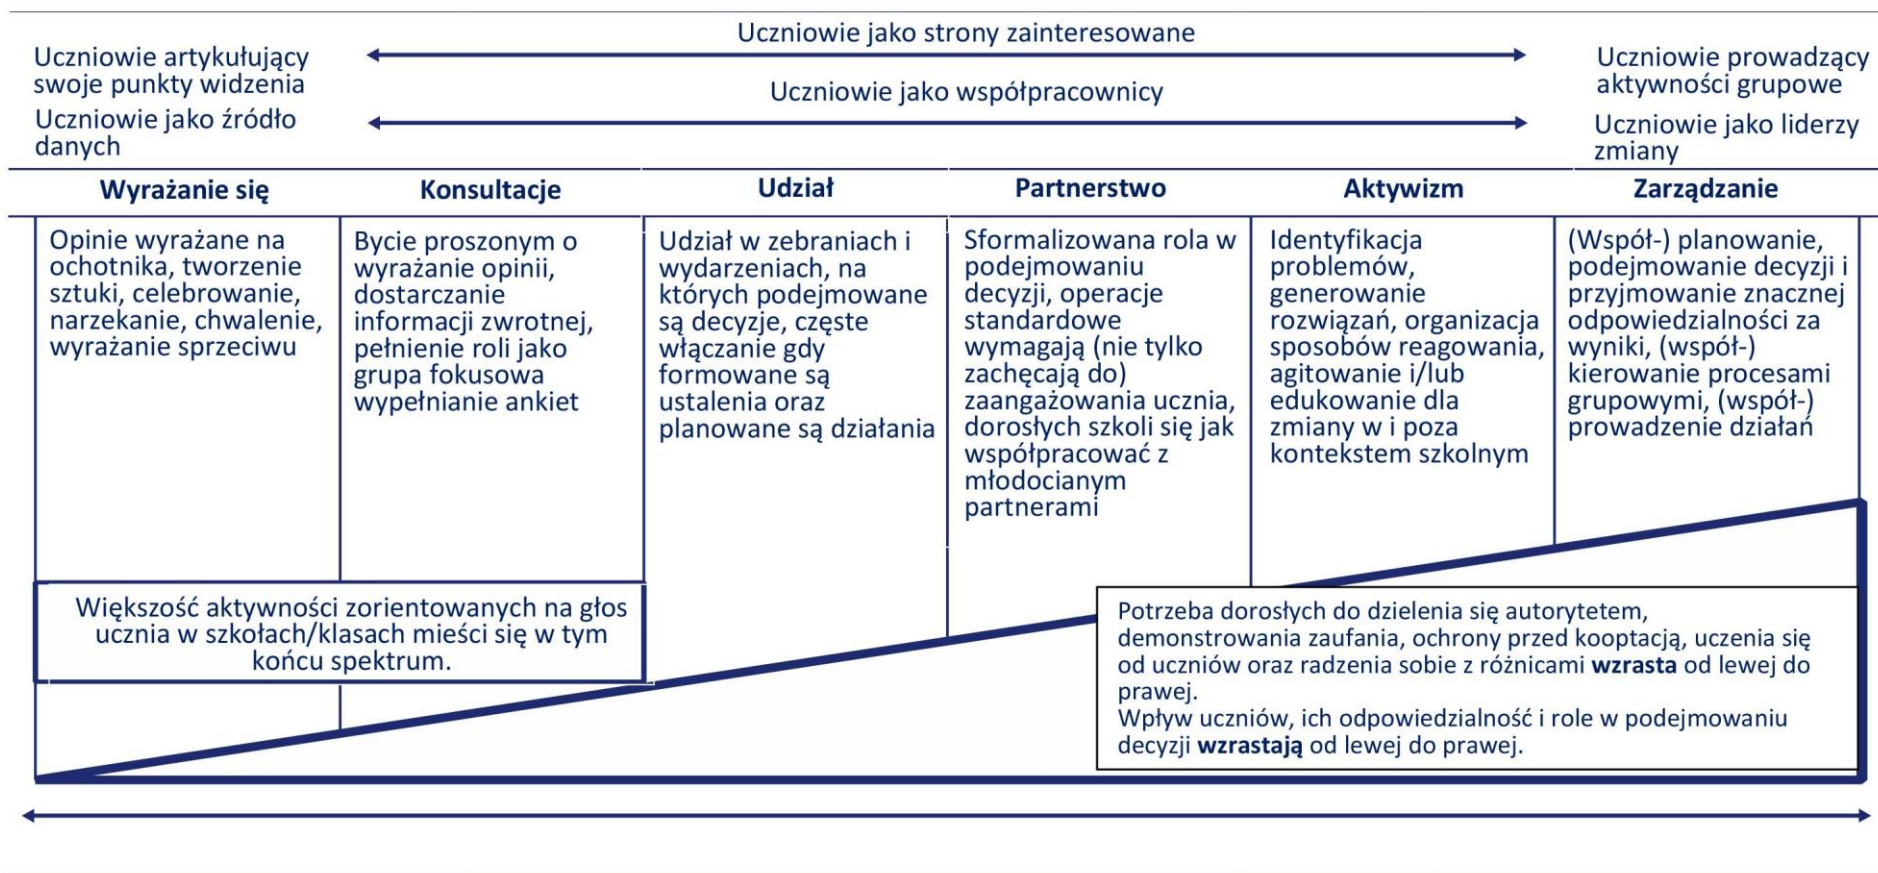 Uczniowie artykułujący
swoje punkty widzenia
Uczniowie jako źródło
danych
Uczniowie jako strony zainteresowane
Uczniowie jako współpracownicy
Uczniowie prowadzący
aktywności grupowe
Uczniowie jako liderzy
zmiany
Wyrażanie się
Konsultacje
Udział
Partnerstwo
Aktywizm
Zarządzanie
Opinie wyrażane na
ochotnika, tworzenie
sztuki, celebrowanie,
narzekanie, chwalenie,
wyrażanie sprzeciwu
Bycie proszonym o
wyrażanie opinii,
dostarczanie
informacji zwrotnej,
pełnienie roli jako
grupa fokusowa
wypełnianie ankiet
Udział w zebraniach i
wydarzeniach, na
których podejmowane
są decyzje, częste
włączanie gdy
formowane są
ustalenia oraz
planowane są działania
Sformalizowana rola w
podejmowaniu
decyzji, operacje
standardowe
wymagają (nie tylko
zachęcają do)
zaangażowania ucznia,
dorosłych szkoli się jak
współpracować z
młodocianym
partnerami
Identyfikacja
problemów,
generowanie
rozwiązań, organizacja
sposobów reagowania,
agitowanie i/lub
edukowanie dla
zmiany w i poza
kontekstem szkolnym
(Współ-) planowanie,
podejmowanie decyzji i
przyjmowanie znacznej
odpowiedzialności za
wyniki, (współ-)
kierowanie procesami
grupowymi, (współ-)
prowadzenie działań
Większość aktywności zorientowanych na głos
ucznia w szkołach/klasach mieści się w tym
końcu spektrum.
Potrzeba dorosłych do dzielenia się autorytetem,
demonstrowania zaufania, ochrony przed kooptacją, uczenia się
od uczniów oraz radzenia sobie z różnicami wzrasta od lewej do
prawej.
Wpływ uczniów, ich odpowiedzialność i role w podejmowaniu
decyzji wzrastają od lewej do prawej.